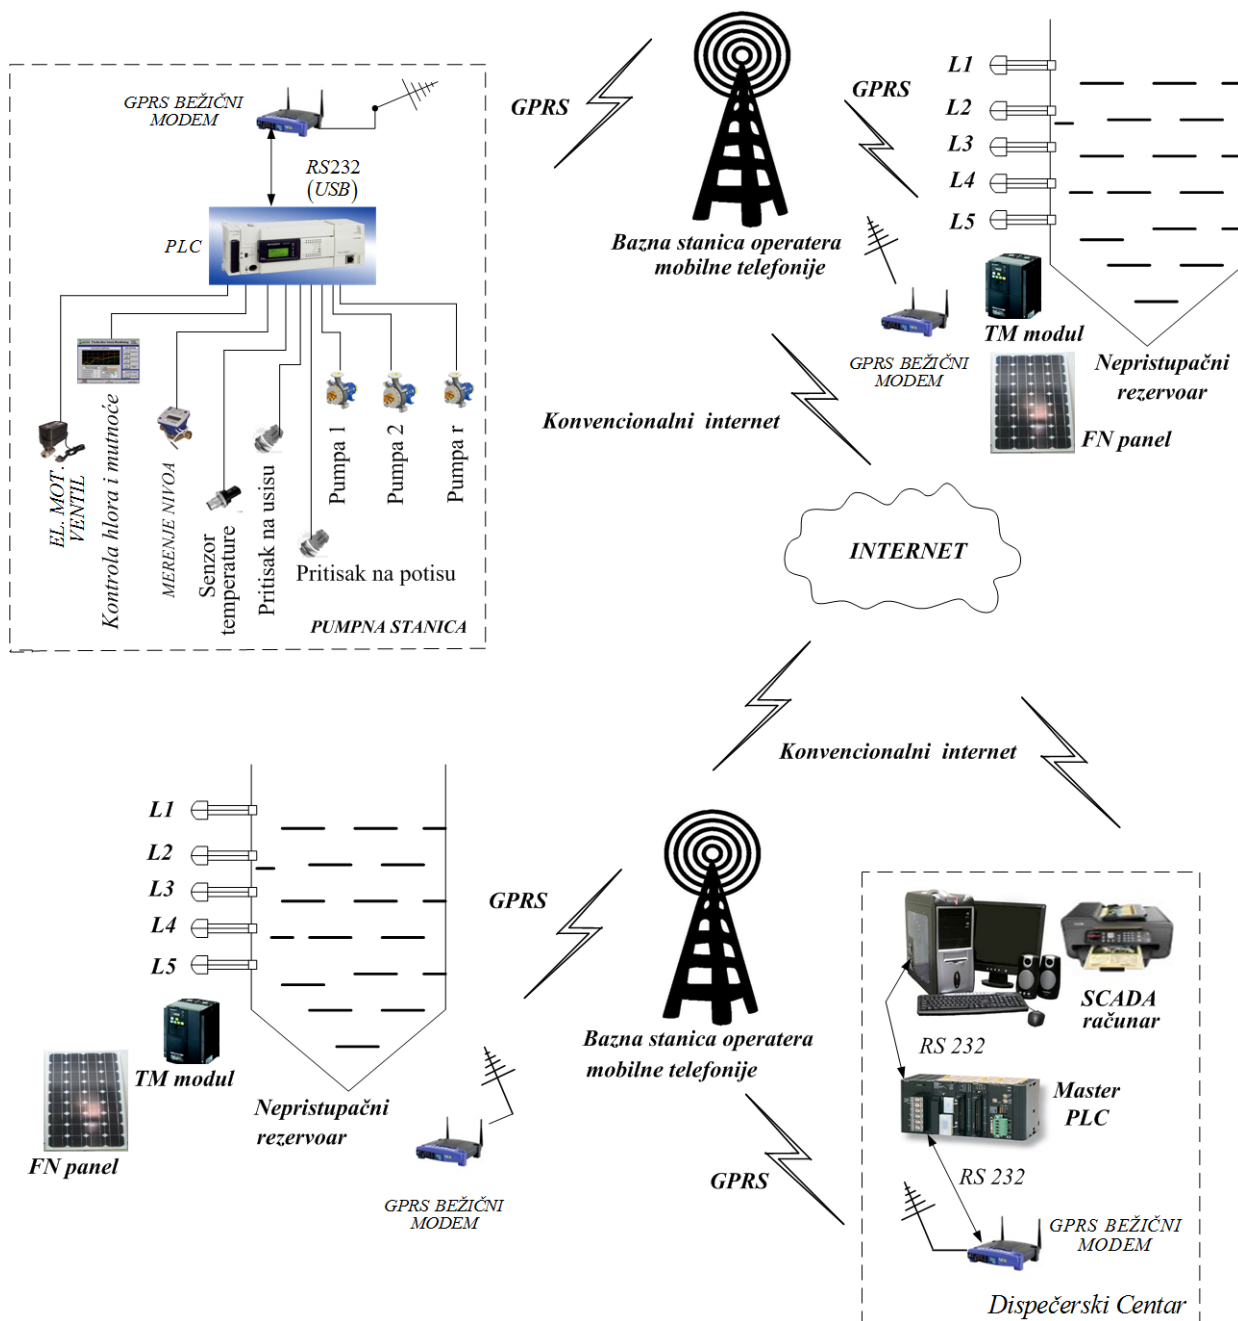 GPRS BEŽIČNI
MODEM
RS232
(USB)
PLC
EL. MOT.
VENTIL
Kontrola hlora i mutnoće
MERENJE NIVOA
Senzor
temperature
Pritisak na usisu
Pritisak na potisu
Pumpa 1
Pumpa 2
Pumpa r
PUMPNA STANICA
GPRS
Bazna stanica operatera
mobilne telefonije
GPRS
L1
L2
L3
L4
L5
TM modul
GPRS BEŽIČNI
MODEM
FN panel
Nepristupačni
rezervoar
Konvencionalni internet
INTERNET
Konvencionalni internet
L1
L2
L3
L4
L5
TM modul
FN panel
Nepristupačni
rezervoar
GPRS BEŽIČNI
MODEM
GPRS
Bazna stanica operatera
mobilne telefonije
GPRS
SCADA
računar
RS 232
Master
PLC
RS 232
GPRS BEŽIČNI
MODEM
Dispečerski Centar